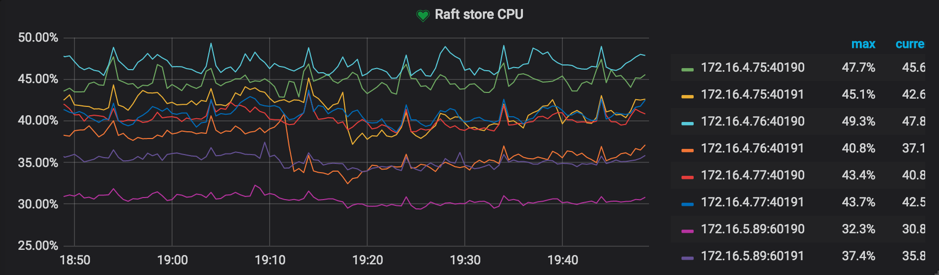 Raft store CPU
50.00%
45.00%
40.00%
35.00%
30.00%
25.00%
18:50 19:00 19:10 19:20 19:30 19:40
max curre
172.16.4.75:40190 47.7% 45.6
172.16.4.75:40191 45.1% 42.6
172.16.4.76:40190 49.3% 47.8
172.16.4.76:40191 40.8% 37.1
172.16.4.77:40190 43.4% 40.8
172.16.4.77:40191 43.7% 42.5
172.16.5.89:60190 32.3% 30.8
172.16.5.89:60191 37.4% 35.8